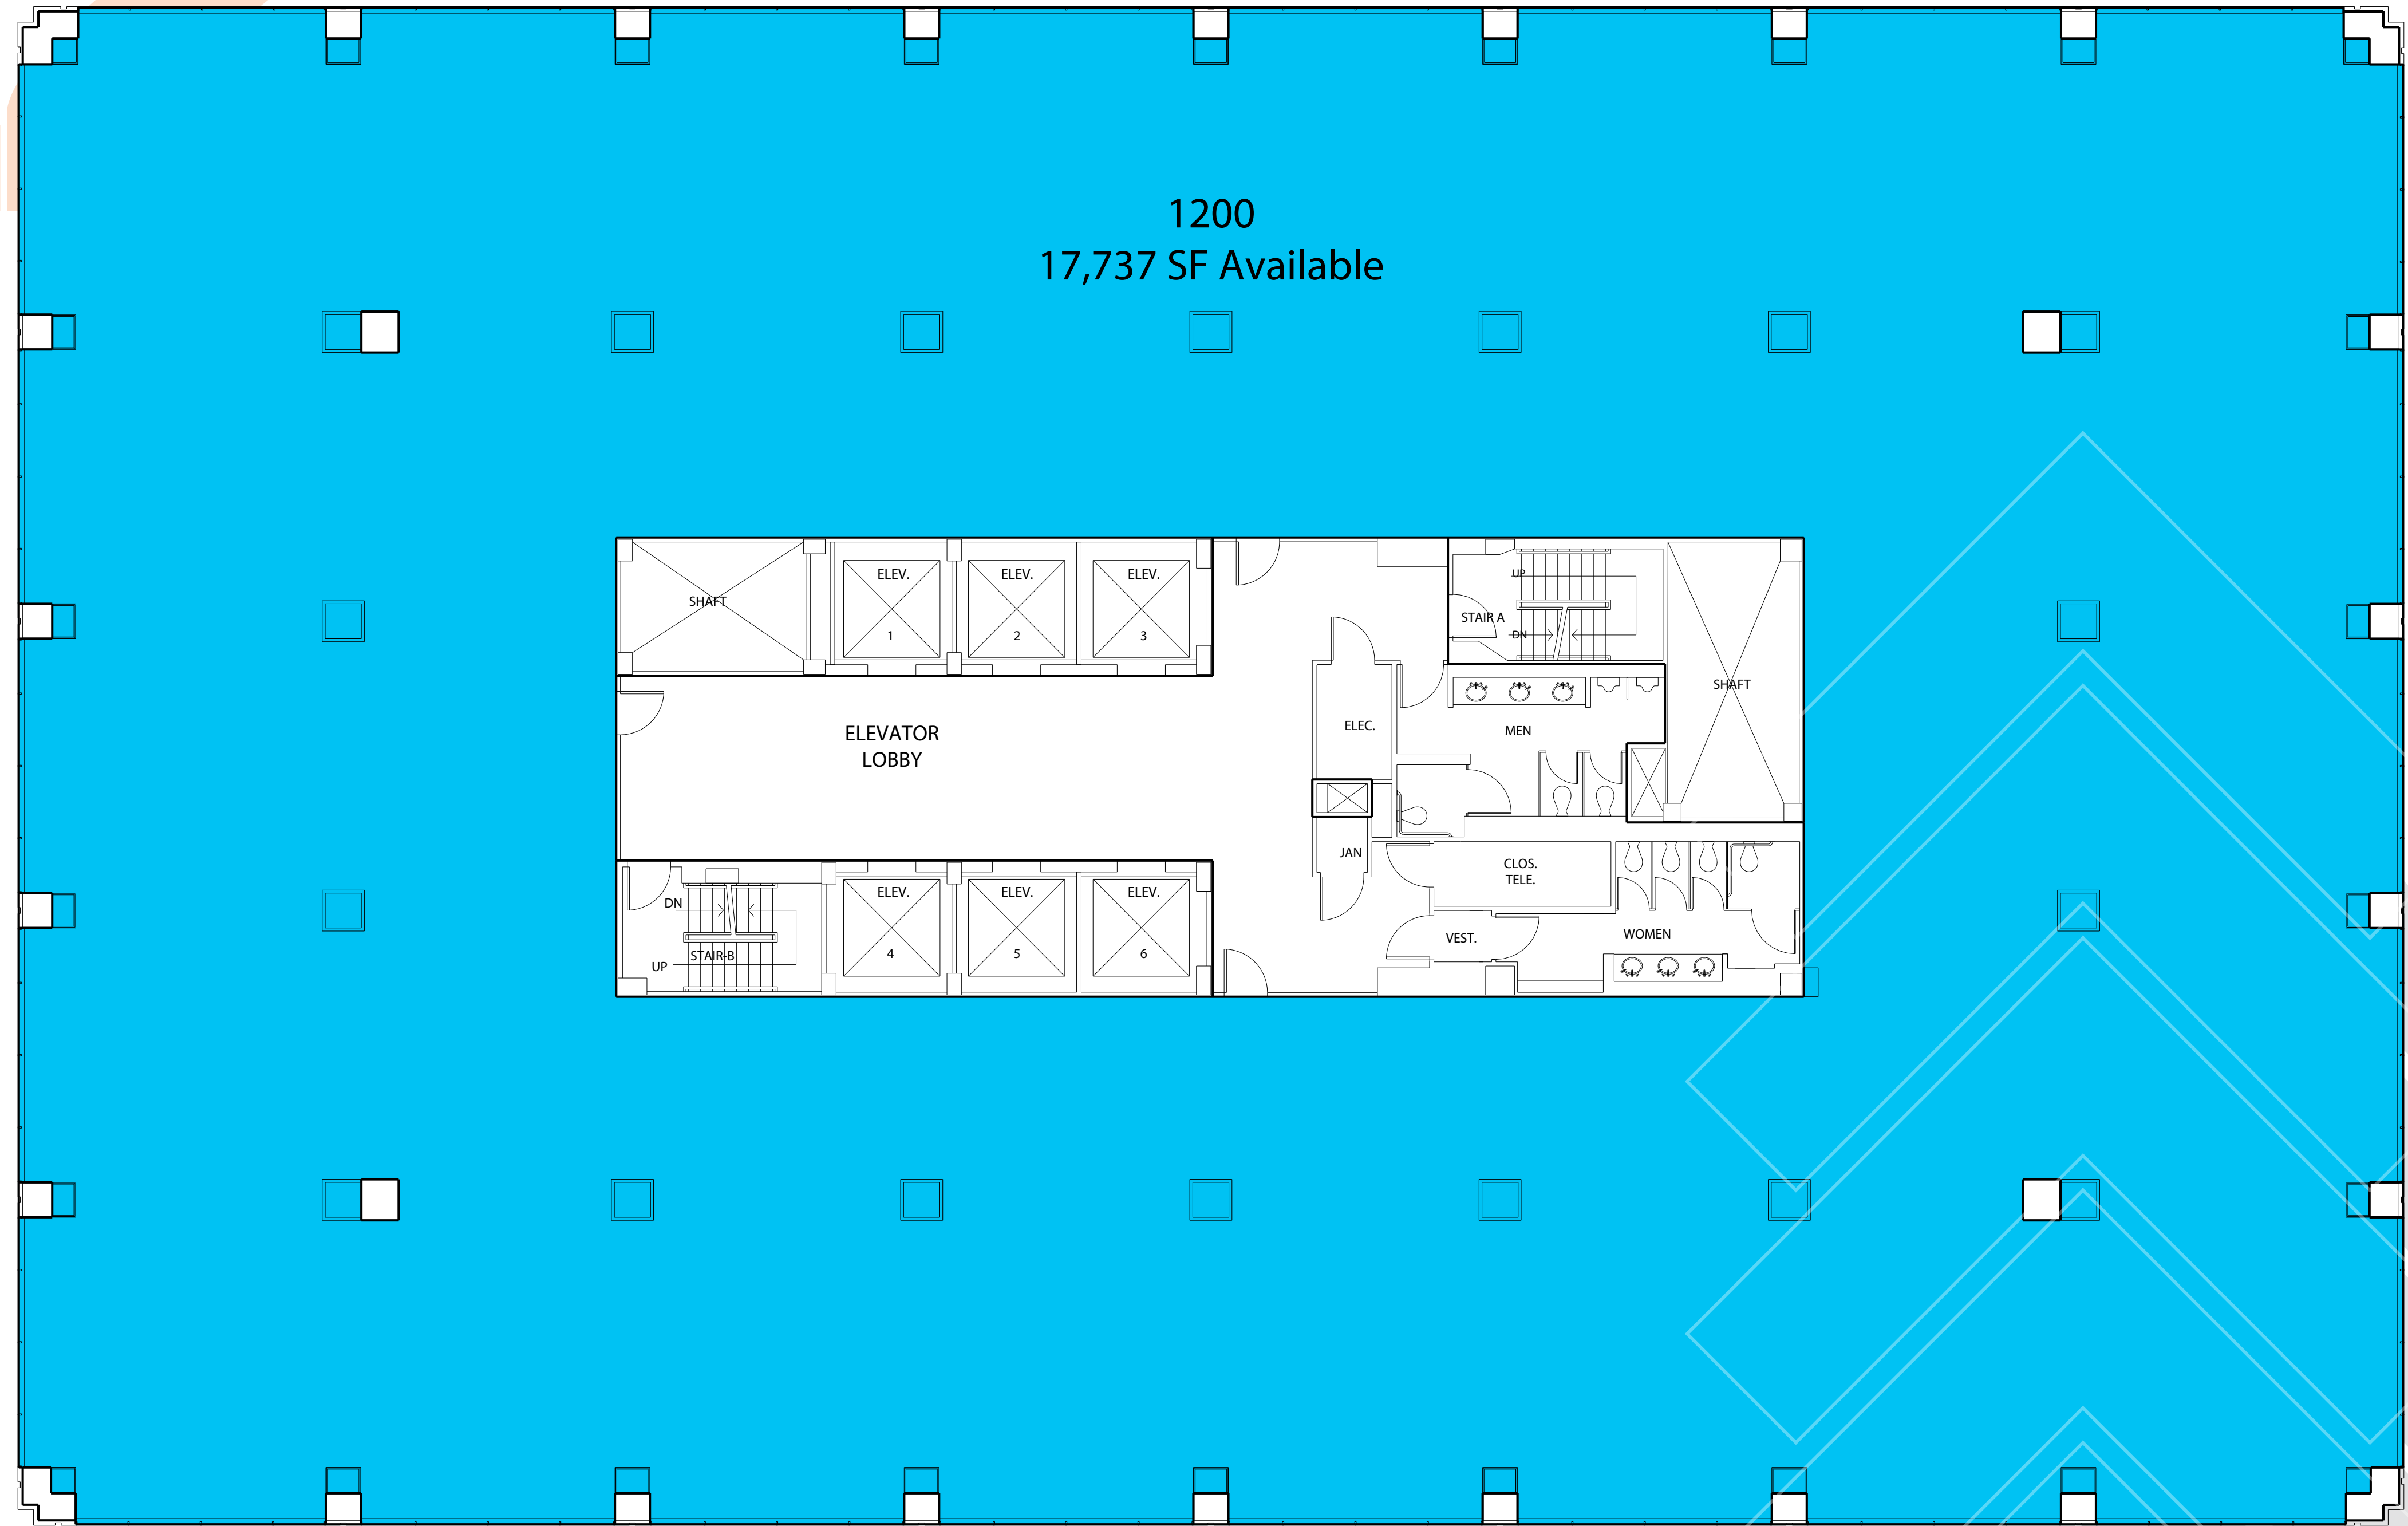 1200
17,737 SF Available
ELEV.
ELEV.
ELEV.
SHAFT
1
2
3
UP
STAIR A
DN
SHAFT
ELEC.
MEN
ELEVATOR
LOBBY
JAN
CLOS.
TELE.
ELEV.
ELEV.
ELEV.
DN
STAIR-B
UP
4
5
6
VEST.
WOMEN